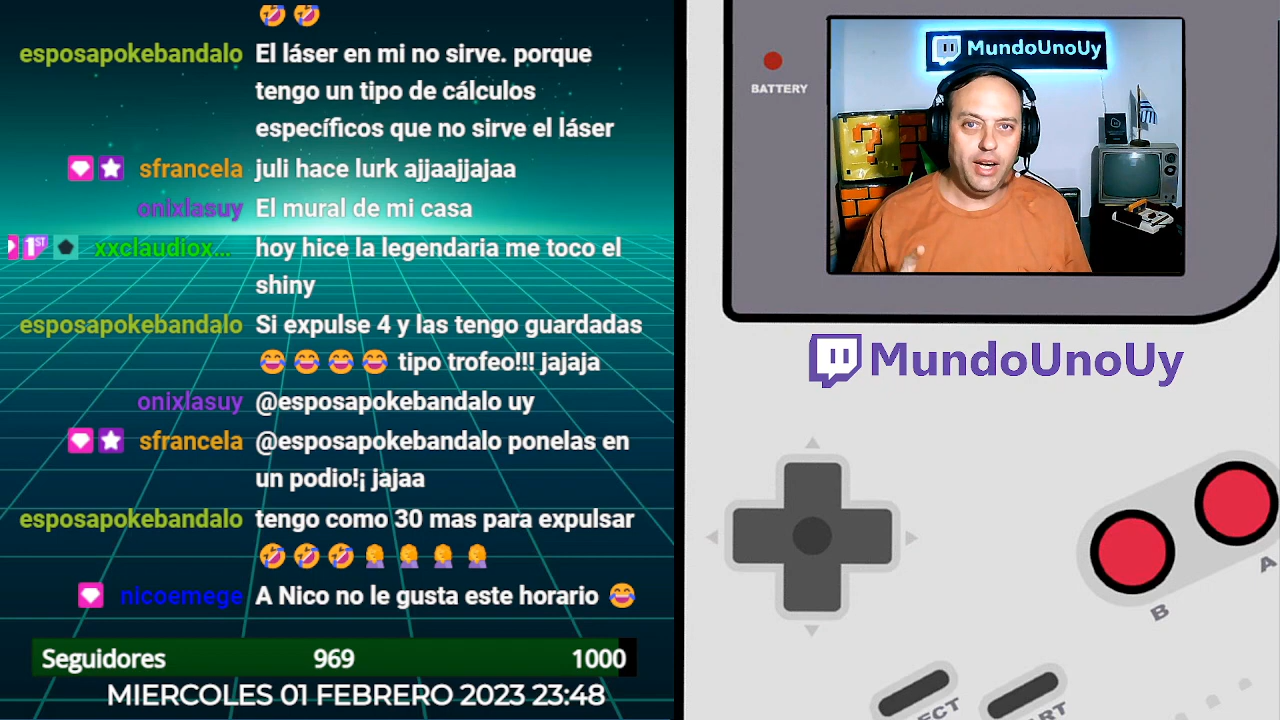 esposapokebandalo El láser en mi no sirve. porque
tengo un tipo de cálculos
específicos que no sirve el láser
sfrancela juli hace lurk ajjaajjajaa
onixlasuy El mural de mi casa
1ST xxclaudiox... hoy hice la legendaria me toco el
shiny
esposapokebandalo Si expulse 4 y las tengo guardadas
😂 😂 😂 😂 tipo trofeo!!! jajaja
onixlasuy @esposapokebandalo uy
sfrancela @esposapokebandalo ponelas en
un podio!¡ jajaa
esposapokebandalo tengo como 30 mas para expulsar
nicoemege A Nico no le gusta este horario 😂
Seguidores 969 1000
MIERCOLES 01 FEBRERO 2023 23:48
MundoUnoUy
BATTERY
MundoUnoUy
A
B
ECT
ART